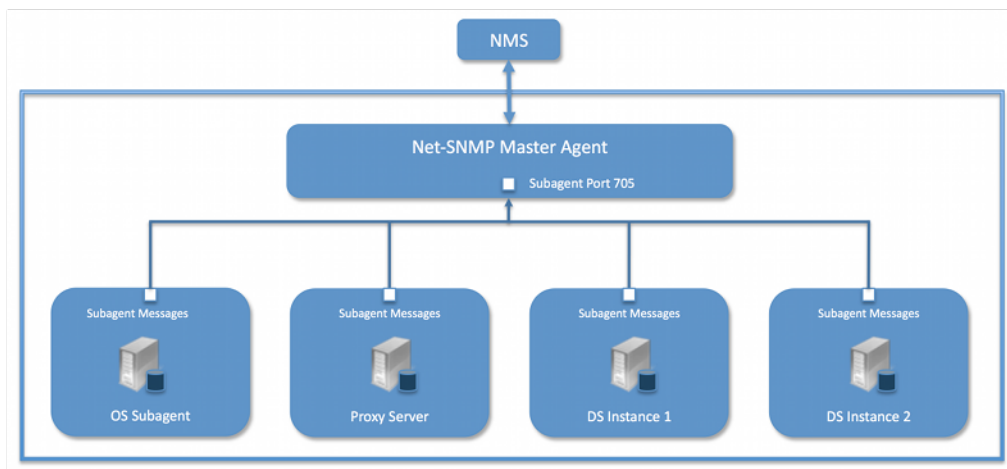 NMS
Net-SNMP Master Agent
Subagent Port 705
Subagent Messages
OS Subagent
Subagent Messages
Proxy Server
Subagent Messages
DS Instance 1
Subagent Messages
DS Instance 2